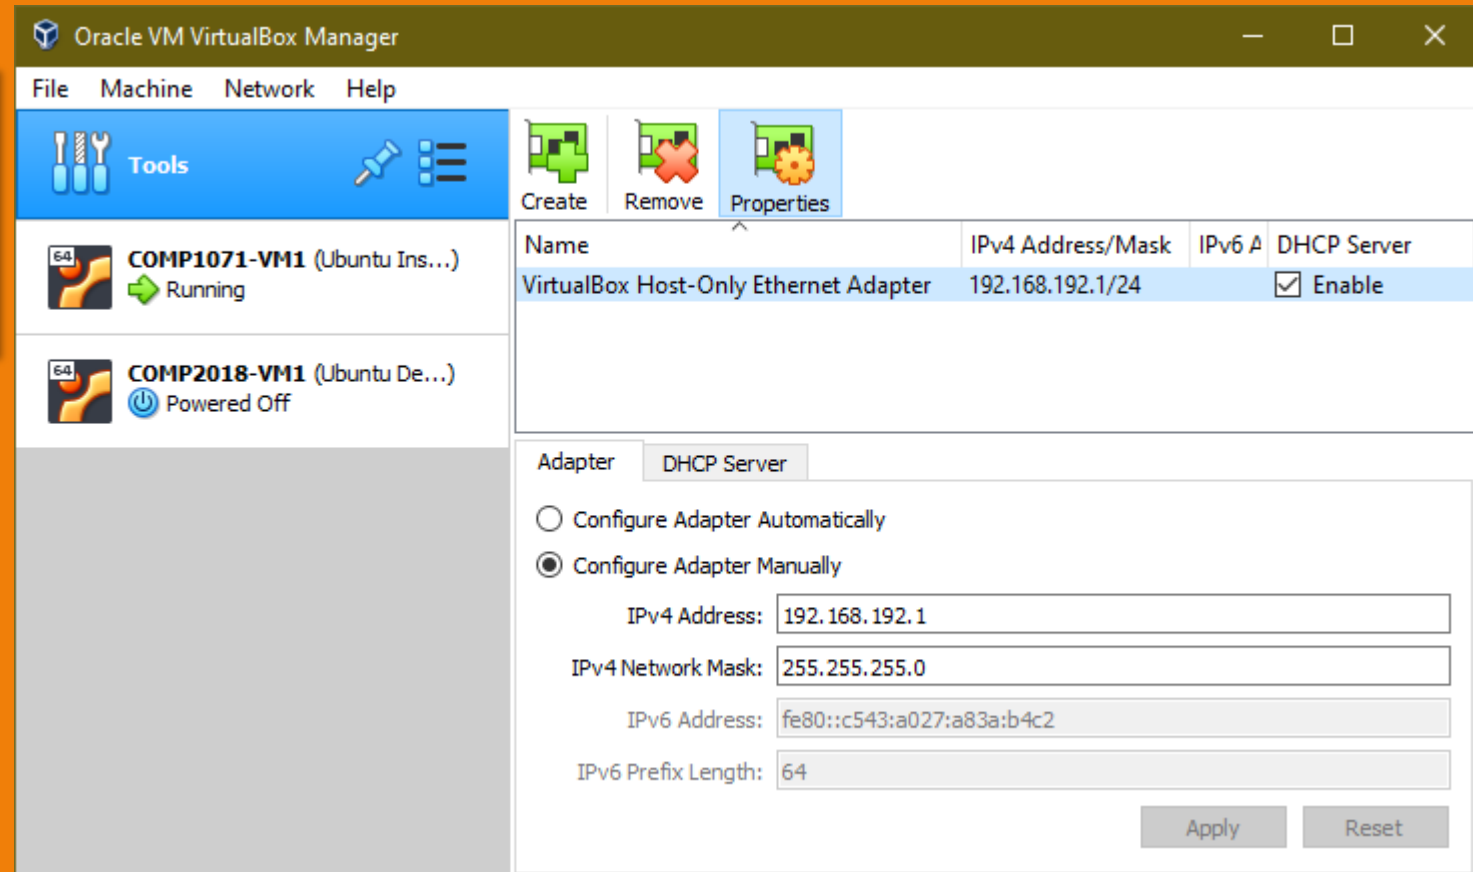 Oracle VM VirtualBox Manager
File Machine Network Help
Tools
Create Remove Properties
64 COMP1071-VM1 (Ubuntu Ins...)
Running
64 COMP2018-VM1 (Ubuntu De...)
Powered Off
Name IPv4 Address/Mask IPv6 A DHCP Server
VirtualBox Host-Only Ethernet Adapter 192.168.192.1/24 Enable
Adapter DHCP Server
Configure Adapter Automatically
Configure Adapter Manually
IPv4 Address: 192.168.192.1
IPv4 Network Mask: 255.255.255.0
IPv6 Address: fe80::c543:a027:a83a:b4c2
IPv6 Prefix Length: 64
Apply Reset